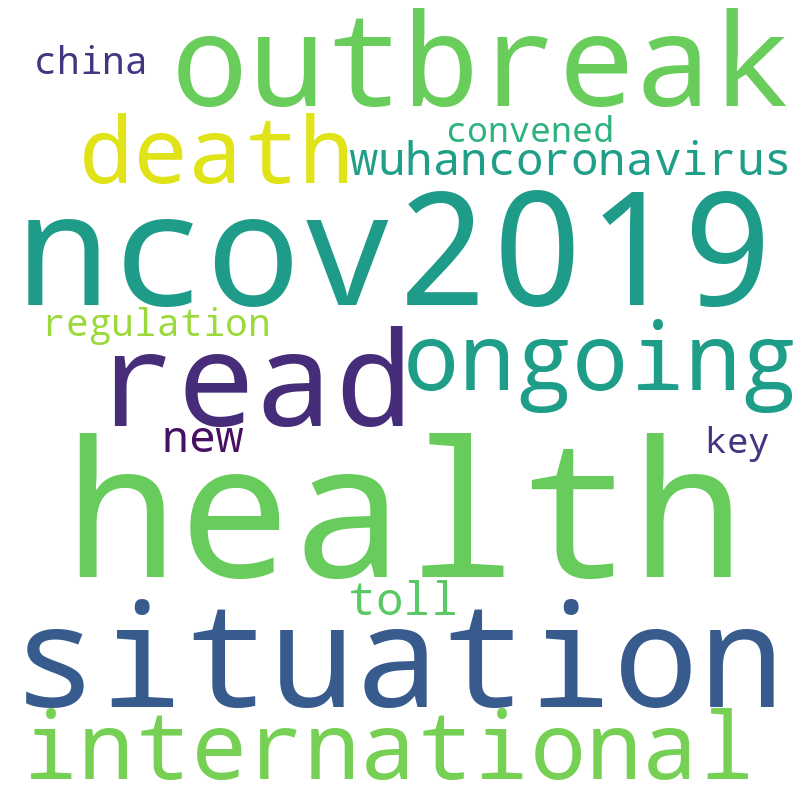 china
outbreak
death
convened
wuhancoronavirus
ncov2019
regulation
read
ongoing
new
key
health
toll
situation
international